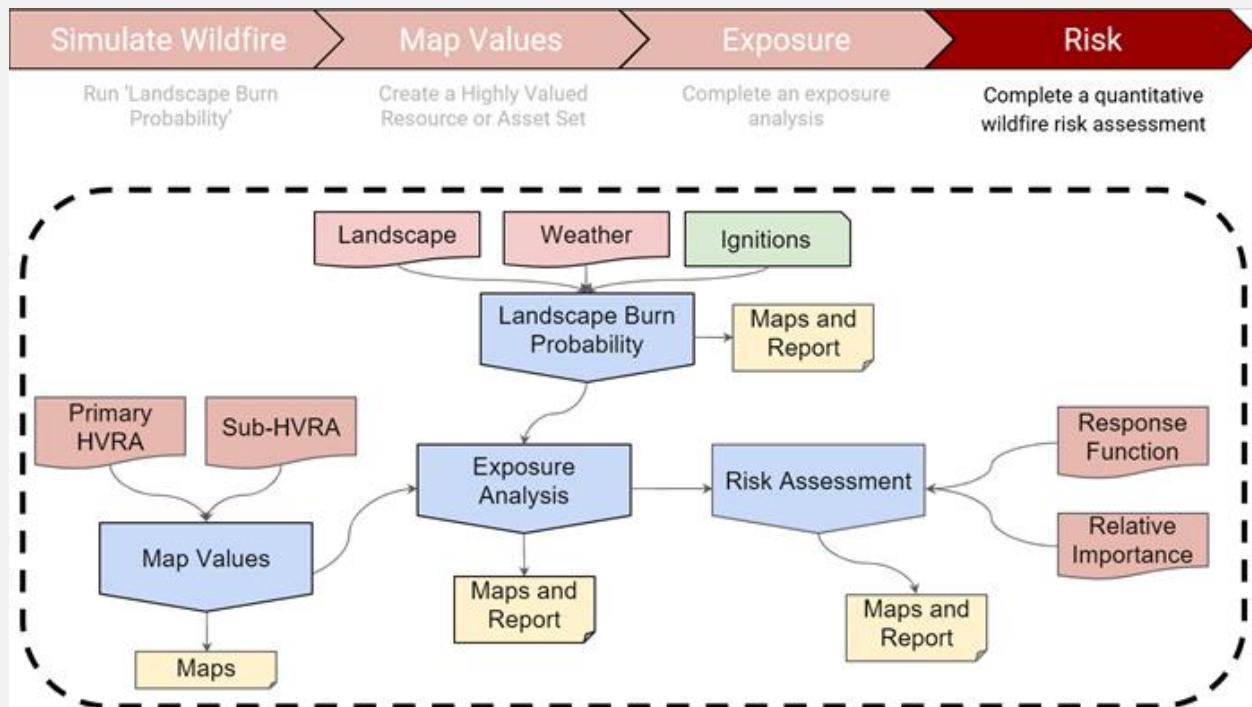 Simulate Wildfire
Map Values
Exposure
Risk
Run 'Landscape Burn
Probability'
Create a Highly Valued
Resource or Asset Set
Complete an exposure
analysis
Complete a quantitative
wildfire risk assessment
Landscape
Weather
Ignitions
Landscape Burn
Probability
Maps and
Report
Primary
HVRA
Sub-HVRA
Exposure
Analysis
Risk Assessment
Response
Function
Map Values
Relative
Importance
Maps and
Report
Maps and
Report
Maps